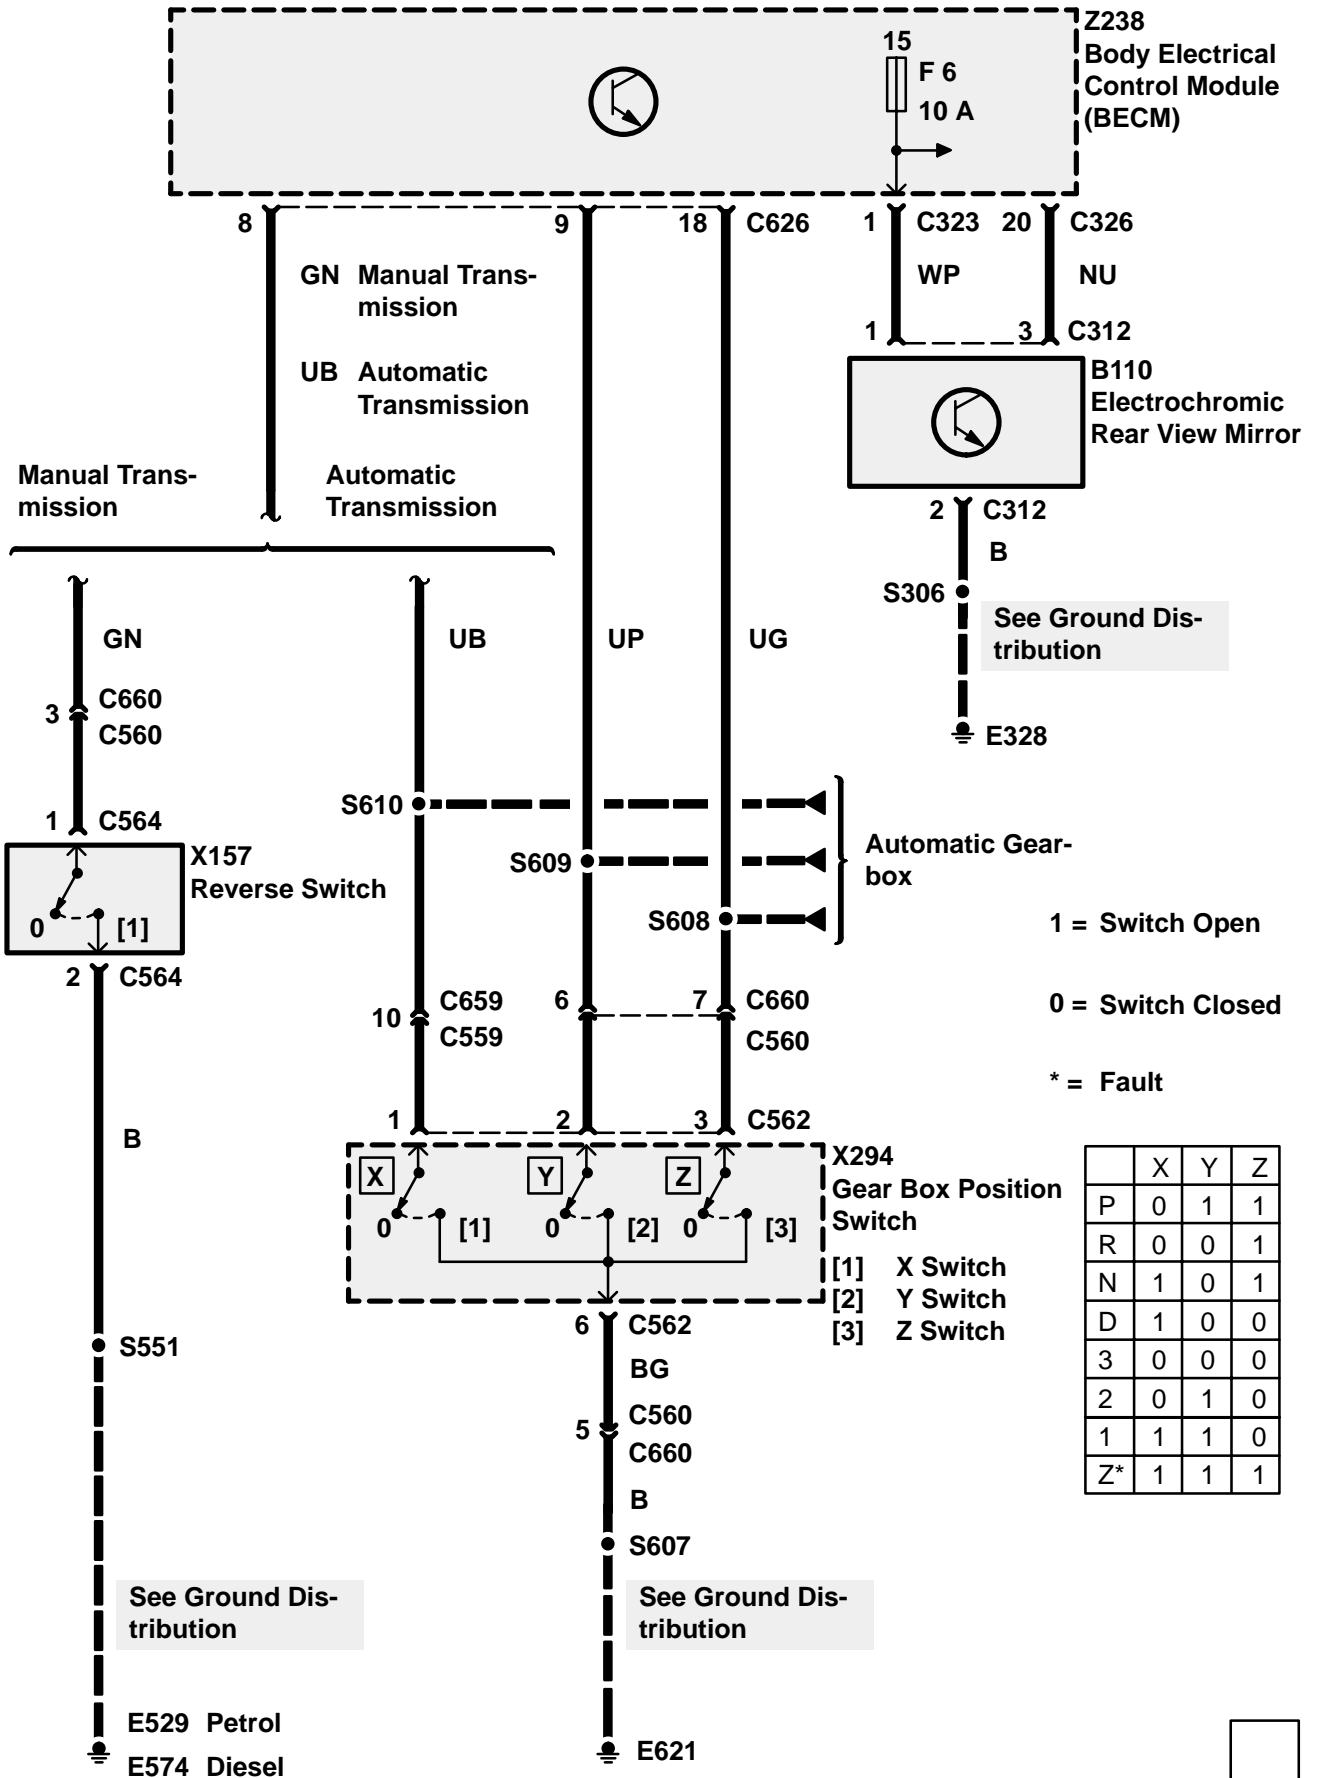 Z238
Body Electrical
Control Module
(BECM)
15
F 6
10 A
8
9
18 C626
1 C323
20 C326
GN Manual Trans-
mission
UB Automatic
Transmission
WP
NU
1
3 C312
B110
Electrochromic
Rear View Mirror
Manual Trans-
mission
Automatic
Transmission
2 C312
B
S306
See Ground Dis-
tribution
E328
GN
UB
UP
UG
3
C660
C560
1 C564
X157
Reverse Switch
0
[1]
2 C564
S610
S609
S608
Automatic Gear-
box
1 = Switch Open
0 = Switch Closed
* = Fault
10
C659
C559
6
7
C660
C560
B
1
2
3 C562
X
Y
Z
0
[1]
0
[2]
0
[3]
X294
Gear Box Position
Switch
[1] X Switch
[2] Y Switch
[3] Z Switch
X Y Z
P 0 1 1
R 0 0 1
N 1 0 1
D 1 0 0
3 0 0 0
2 0 1 0
1 1 1 0
Z* 1 1 1
6 C562
BG
5
C560
C660
B
S607
S551
See Ground Dis-
tribution
See Ground Dis-
tribution
E529 Petrol
E574 Diesel
E621